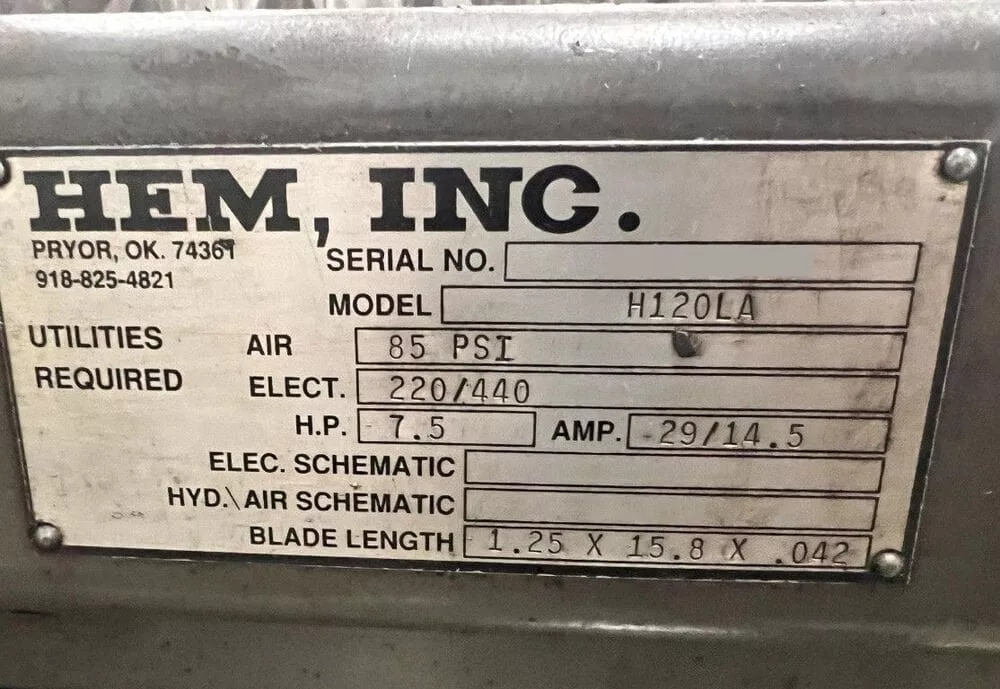 HEM, INC.
PRYOR, OK. 74361
918-825-4821
SERIAL NO.
MODEL H120LA
UTILITIES REQUIRED
AIR 85 PSI
ELECT. 220/440
H.P. 7.5 AMP. 29/14.5
ELEC. SCHEMATIC
HYD.\AIR SCHEMATIC
BLADE LENGTH 1.25 X 15.8 X .042